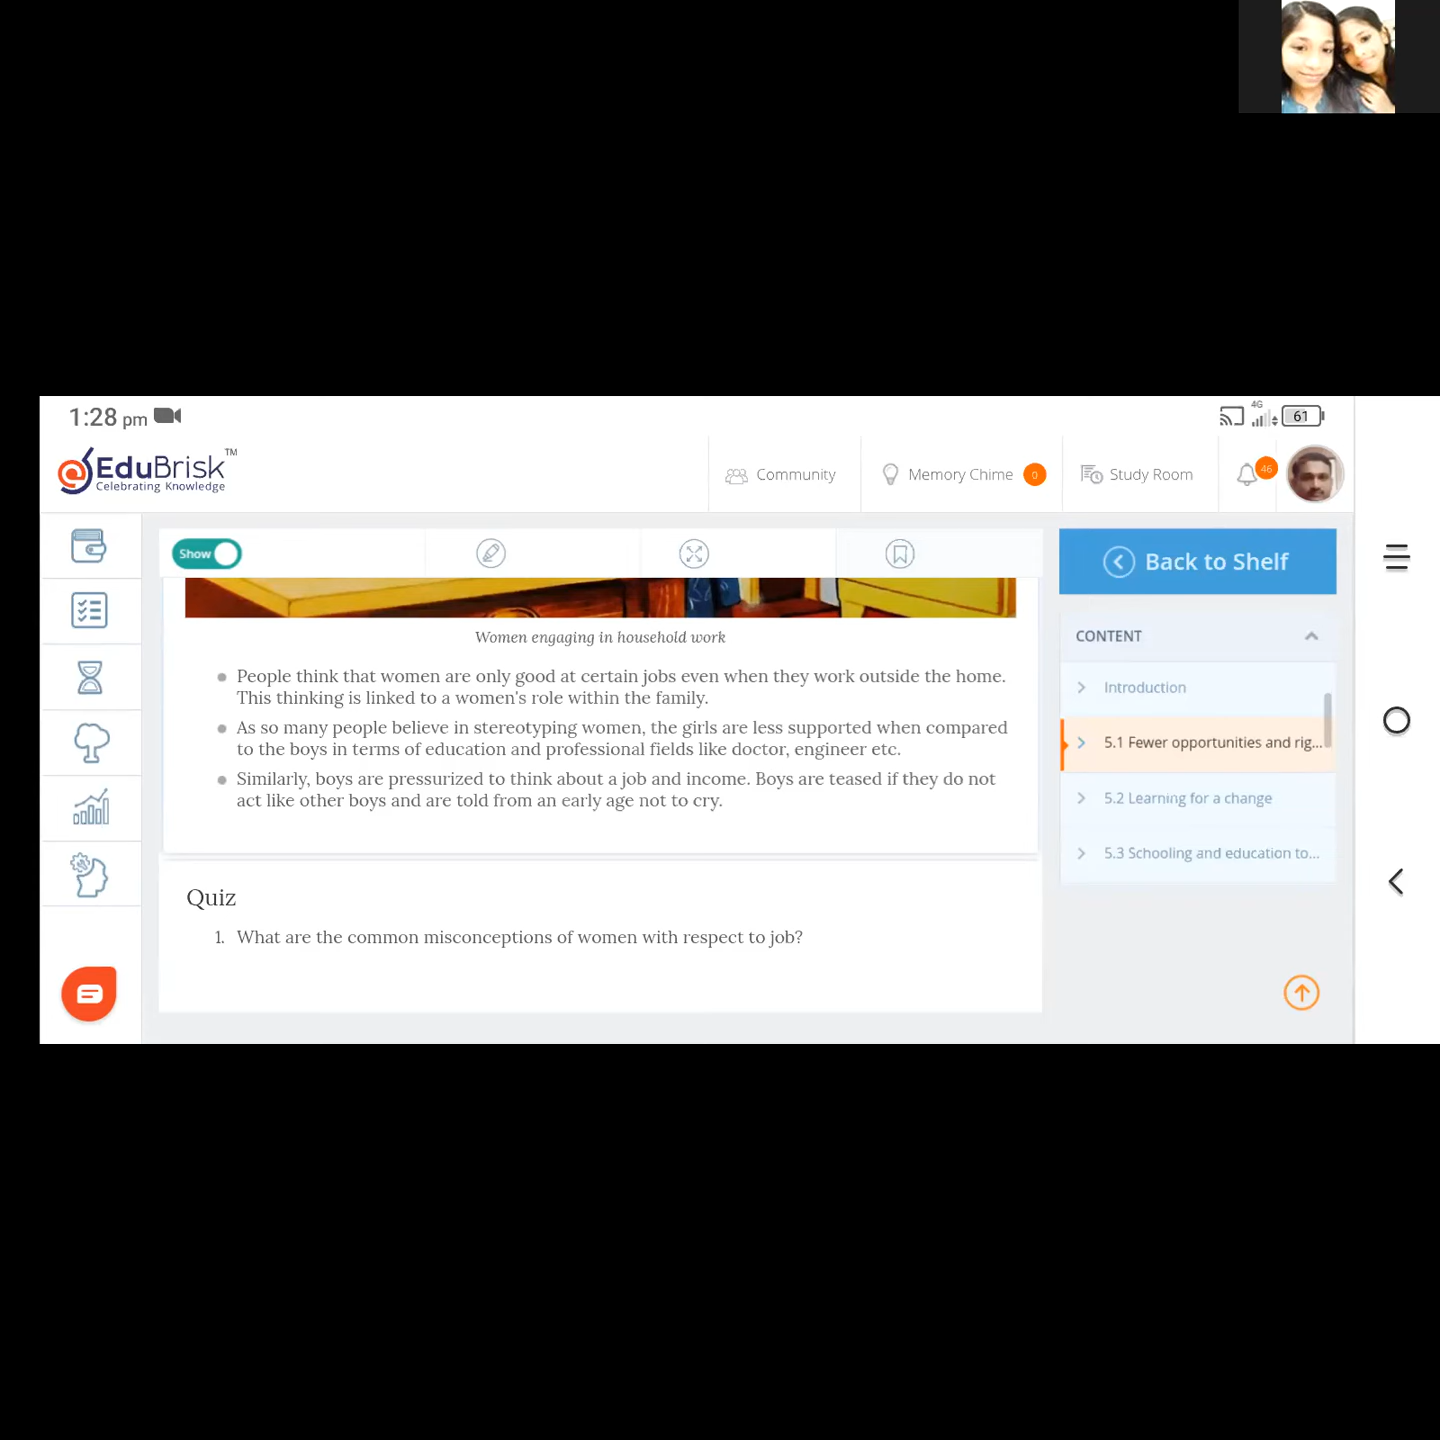 1:28 pm
4G
61
EduBrisk™
Celebrating Knowledge
Community
Memory Chime 0
Study Room
46
Show
Back to Shelf
Women engaging in household work
People think that women are only good at certain jobs even when they work outside the home.
This thinking is linked to a women's role within the family.
As so many people believe in stereotyping women, the girls are less supported when compared
to the boys in terms of education and professional fields like doctor, engineer etc.
Similarly, boys are pressurized to think about a job and income. Boys are teased if they do not
act like other boys and are told from an early age not to cry.
Quiz
1. What are the common misconceptions of women with respect to job?
CONTENT
Introduction
5.1 Fewer opportunities and rig...
5.2 Learning for a change
5.3 Schooling and education to...